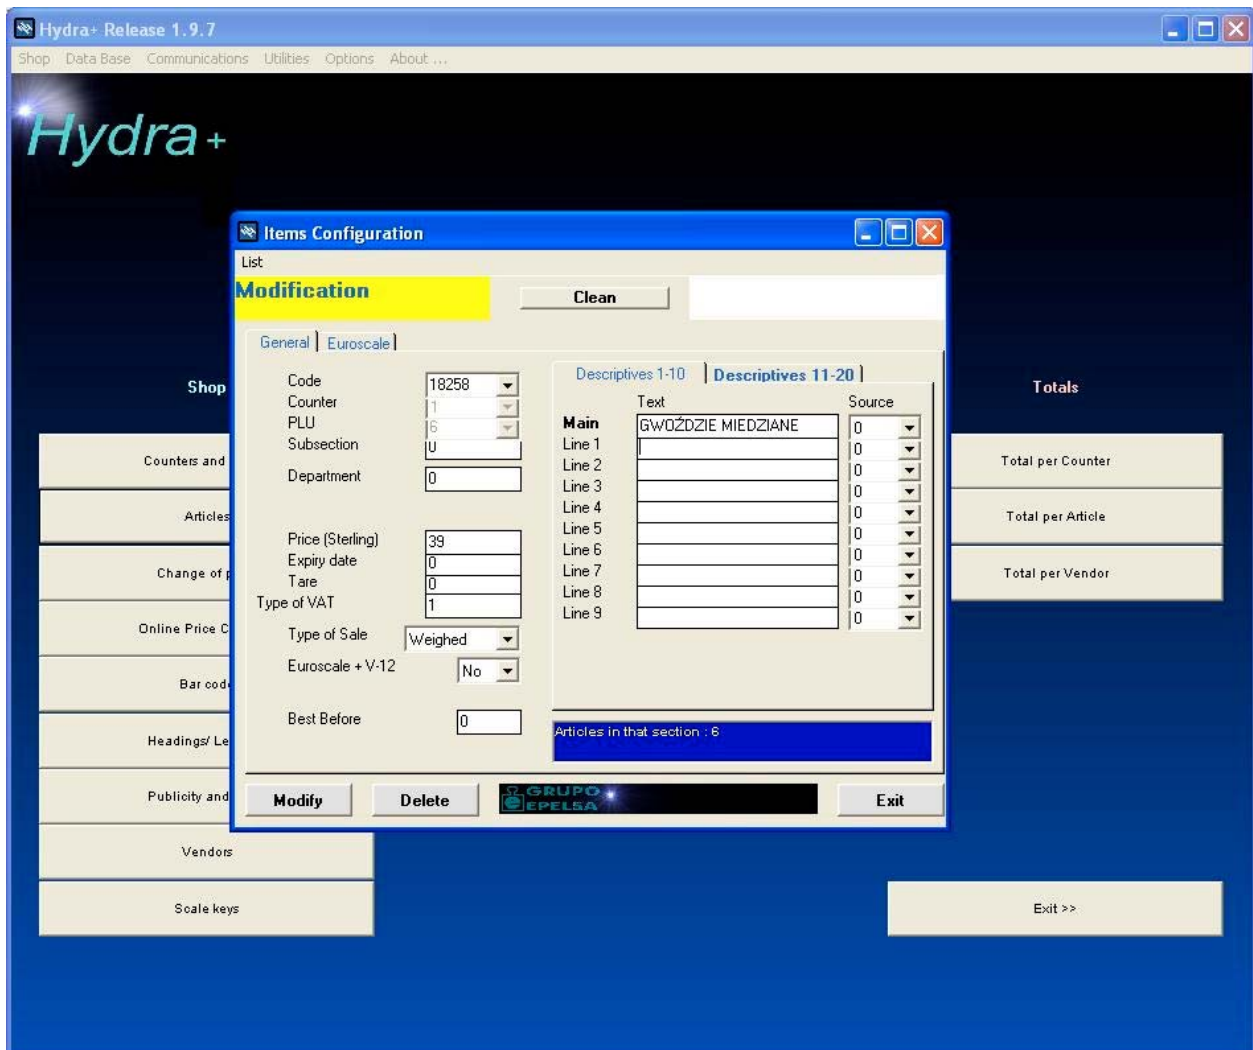 Hydra+ Release 1.9.7
Shop Data Base Communications Utilities Options About ...
Hydra+
Items Configuration
List
Modification
Clean
General Euroscale
Code 18258
Counter 1
PLU 6
Subsection 0
Department 0
Price (Sterling) 39
Expiry date 0
Tare 0
Type of VAT 1
Type of Sale Weighed
Euroscale + V-12 No
Best Before 0
Descriptives 1-10 Descriptives 11-20
Text Source
Main GWOŹDZIE MIEDZIANE 0
Line 1 0
Line 2 0
Line 3 0
Line 4 0
Line 5 0
Line 6 0
Line 7 0
Line 8 0
Line 9 0
Articles in that section : 6
Modify Delete GRUPO EPELSA Exit
Shop
Counters and
Articles
Change of p
Online Price C
Bar code
Headings/ Le
Publicity and
Vendors
Scale keys
Totals
Total per Counter
Total per Article
Total per Vendor
Exit >>